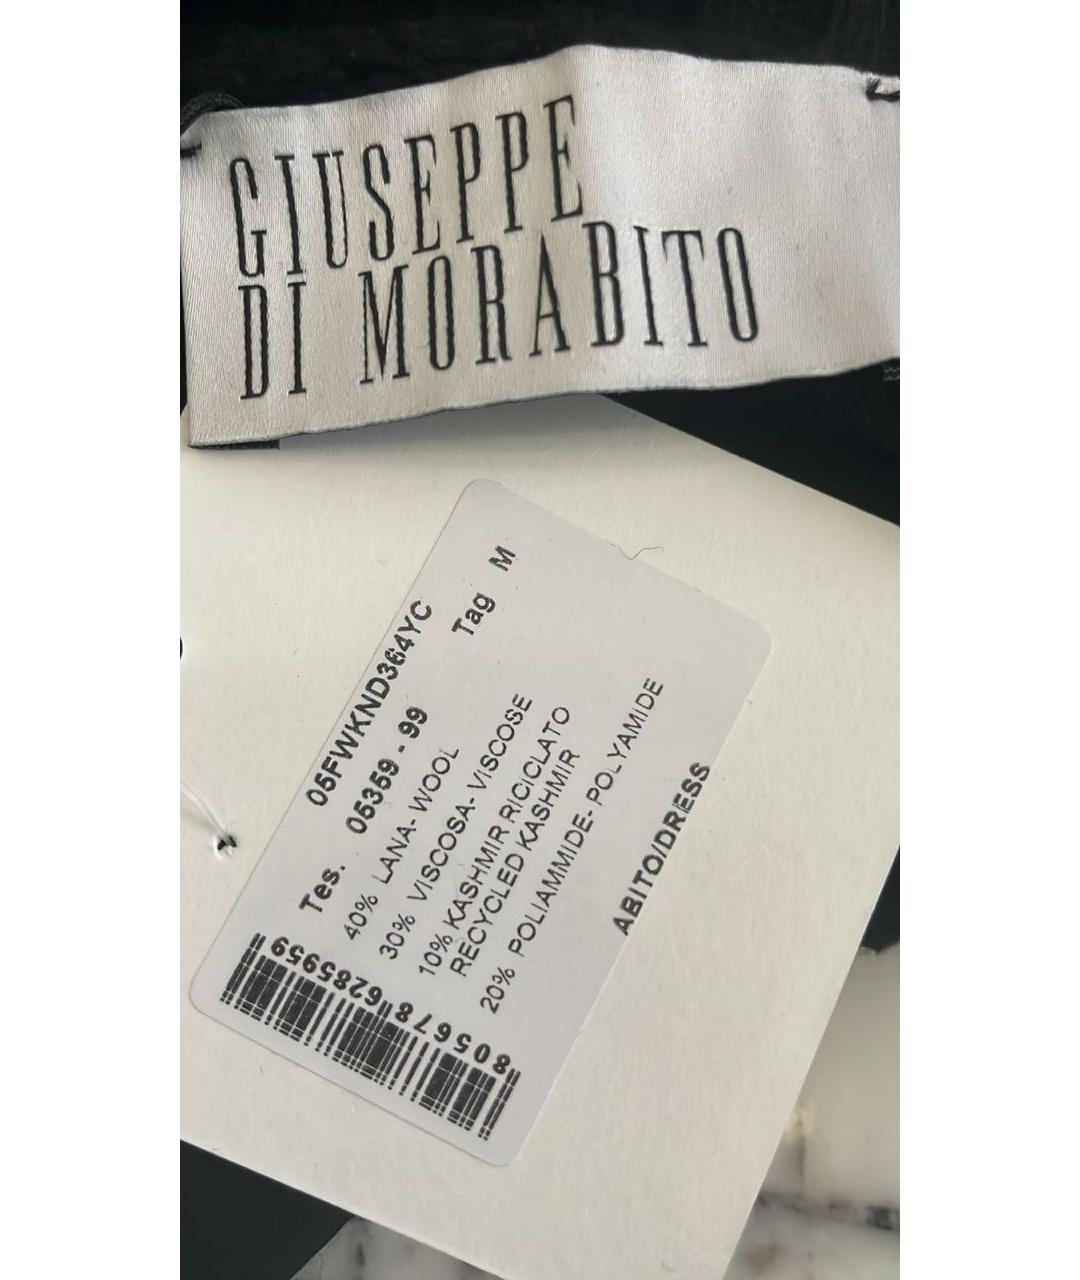 GIUSEPPE
DI MORABITO
05FWKND364YC
Tag M
Tes. 05359 - 99
40% LANA- WOOL
30% VISCOSA- VISCOSE
10% KASHMIR RICICLATO
RECYCLED KASHMIR
20% POLIAMMIDE- POLYAMIDE
ABITO/DRESS
8056786285959